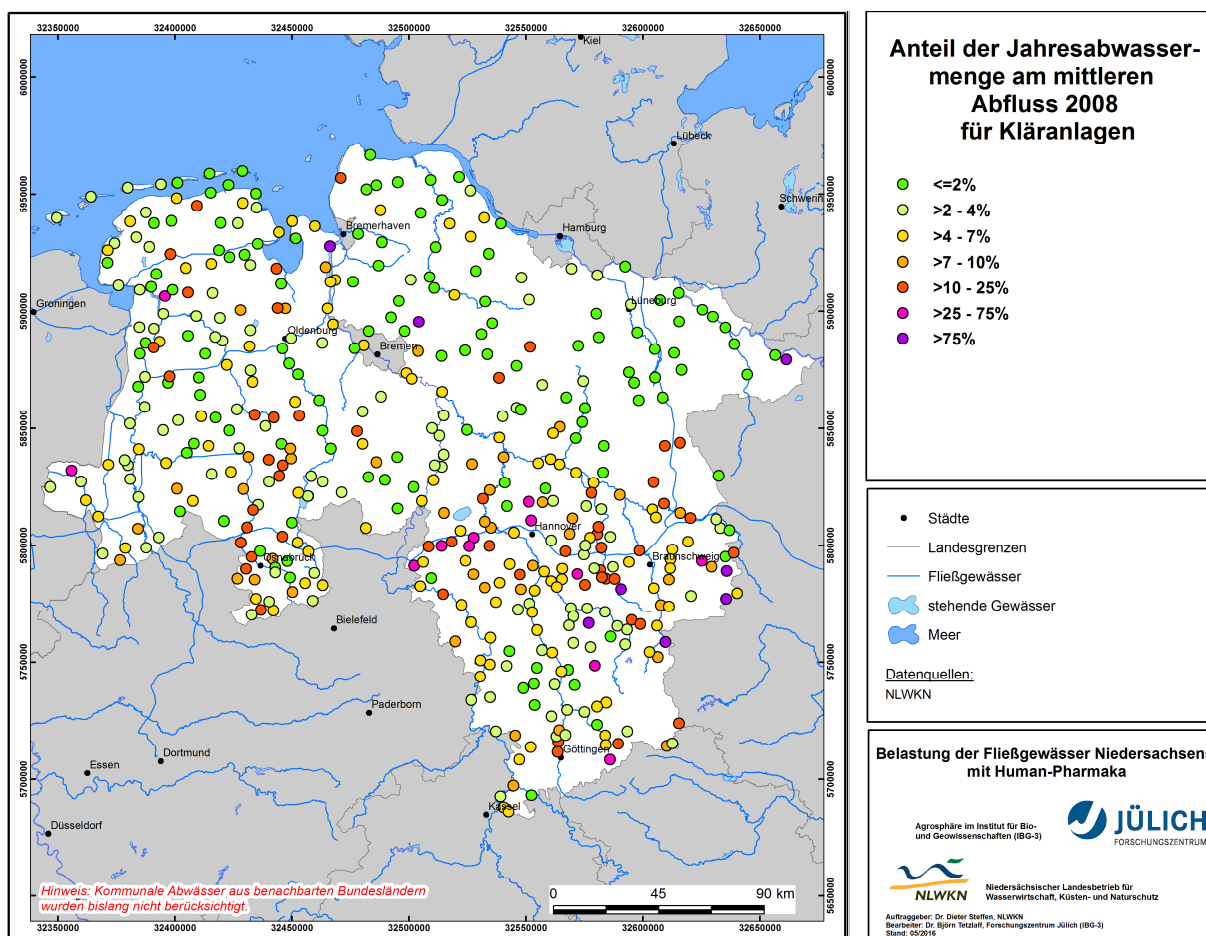 32350000 32400000 32450000 32500000 32550000 32600000 32650000
6000000
5950000
5900000
5850000
5800000
5750000
5700000
5650000
6000000
5950000
5900000
5850000
5800000
5750000
5700000
5650000
32350000 32400000 32450000 32500000 32550000 32600000 32650000
Kiel
Lübeck
Schwerin
Bremerhaven
Hamburg
Groningen
Lüneburg
Oldenburg
Bremen
Hannover
Osnabrück
Braunschweig
Bielefeld
Paderborn
Dortmund
Essen
Göttingen
Kassel
Düsseldorf
Hinweis: Kommunale Abwässer aus benachbarten Bundesländern
wurden bislang nicht berücksichtigt.
0 45 90 km
Anteil der Jahresabwasser-
menge am mittleren
Abfluss 2008
für Kläranlagen
<=2%
>2 - 4%
>4 - 7%
>7 - 10%
>10 - 25%
>25 - 75%
>75%
Städte
Landesgrenzen
Fließgewässer
stehende Gewässer
Meer
Datenquellen:
NLWKN
Belastung der Fließgewässer Niedersachsens
mit Human-Pharmaka
Agrosphäre im Institut für Bio-
und Geowissenschaften (IBG-3)
JÜLICH
FORSCHUNGSZENTRUM
NLWKN
Niedersächsischer Landesbetrieb für
Wasserwirtschaft, Küsten- und Naturschutz
Auftraggeber: Dr. Dieter Steffen, NLWKN
Bearbeiter: Dr. Björn Tetzlaff, Forschungszentrum Jülich (IBG-3)
Stand: 05/2016